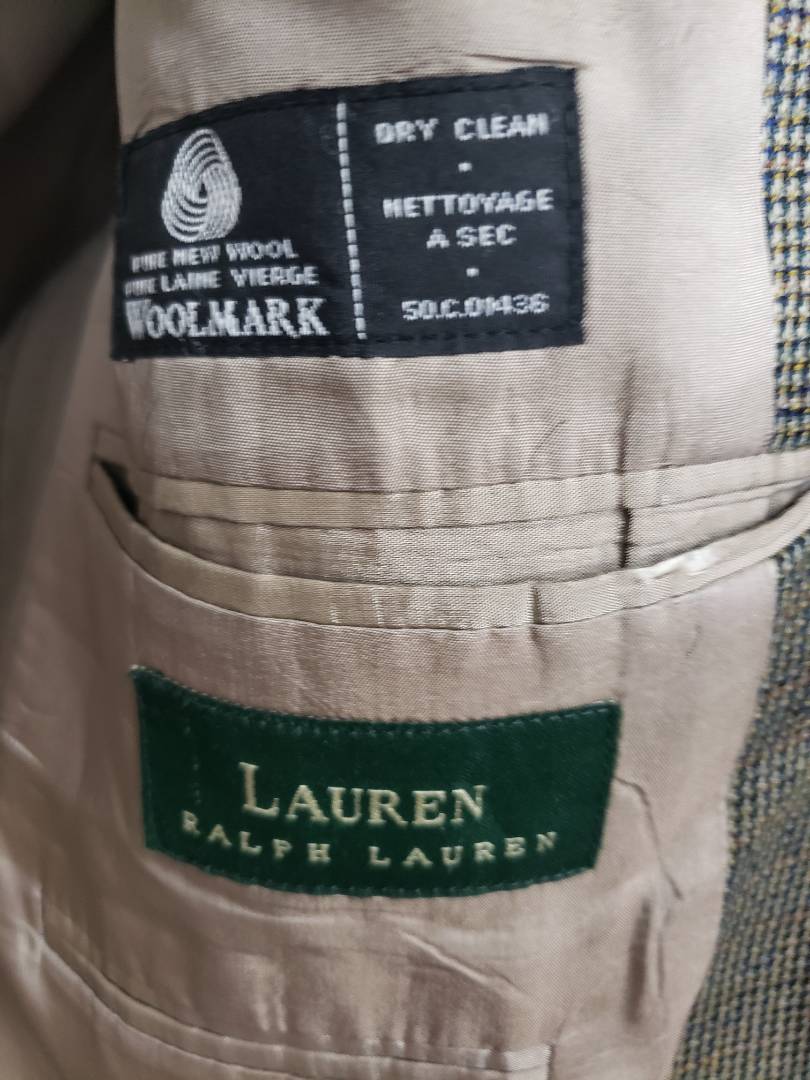 PURE NEW WOOL
PURE LAINE VIERGE
WOOLMARK
DRY CLEAN
•
NETTOYAGE
A SEC
•
50.C.01436
LAUREN
RALPH LAUREN